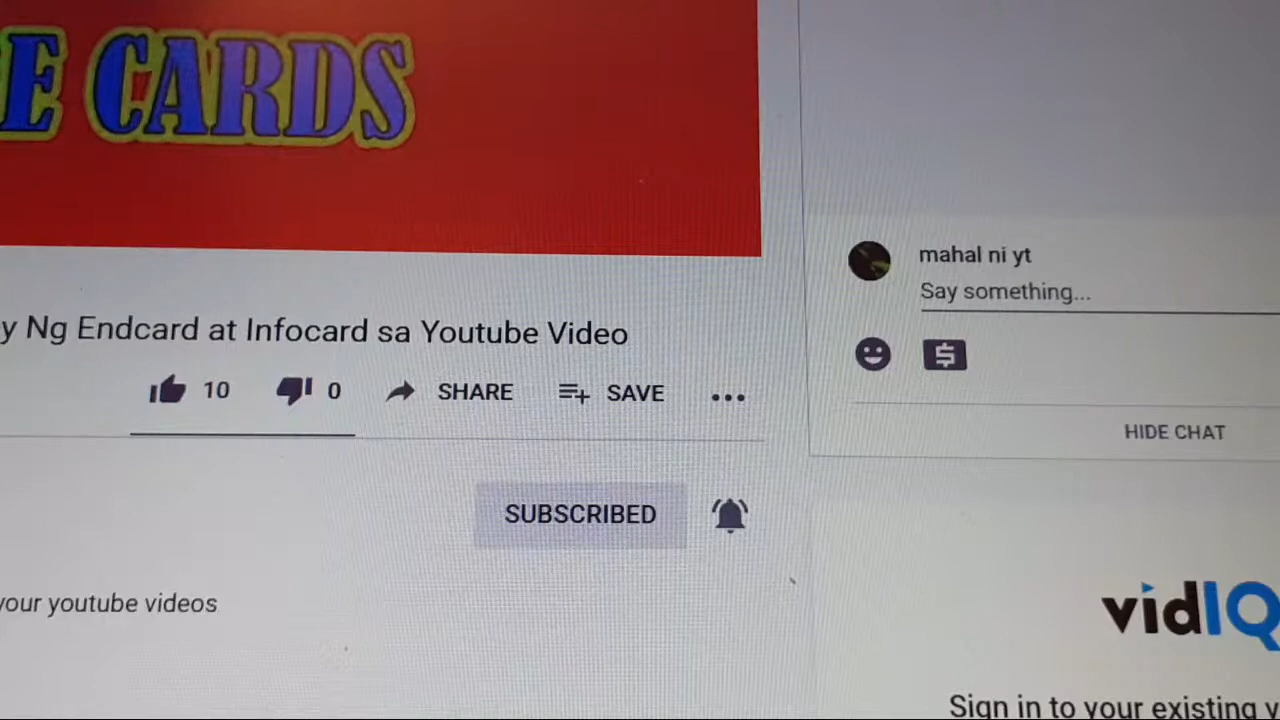 E CARDS
mahal ni yt
Say something...
y Ng Endcard at Infocard sa Youtube Video
10
0
SHARE
SAVE
HIDE CHAT
SUBSCRIBED
vidIQ
your youtube videos
Sign in to your existing v